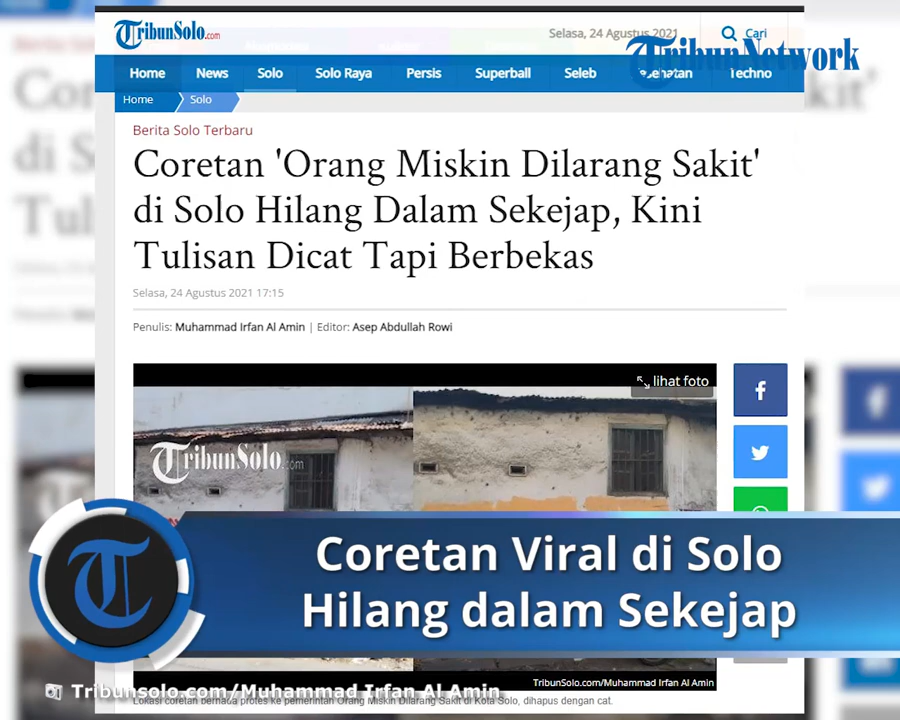 TribunSolo.com
Selasa, 24 Agustus 2021
Cari
TribunNetwork
Home News Solo Solo Raya Persis Superball Seleb Kesehatan Techno
Home Solo
Berita Solo Terbaru
Coretan 'Orang Miskin Dilarang Sakit'
di Solo Hilang Dalam Sekejap, Kini
Tulisan Dicat Tapi Berbekas
Selasa, 24 Agustus 2021 17:15
Penulis: Muhammad Irfan Al Amin | Editor: Asep Abdullah Rowi
lihat foto
TribunSolo.com
Coretan Viral di Solo
Hilang dalam Sekejap
Tribunsolo.com/Muhammad Irfan Al Amin
Tribunsolo.com/Muhammad Irfan Al Amin
Lokasi coretan bernada protes ke pemerintah Orang Miskin Dilarang Sakit di Kota Solo, dihapus dengan cat.